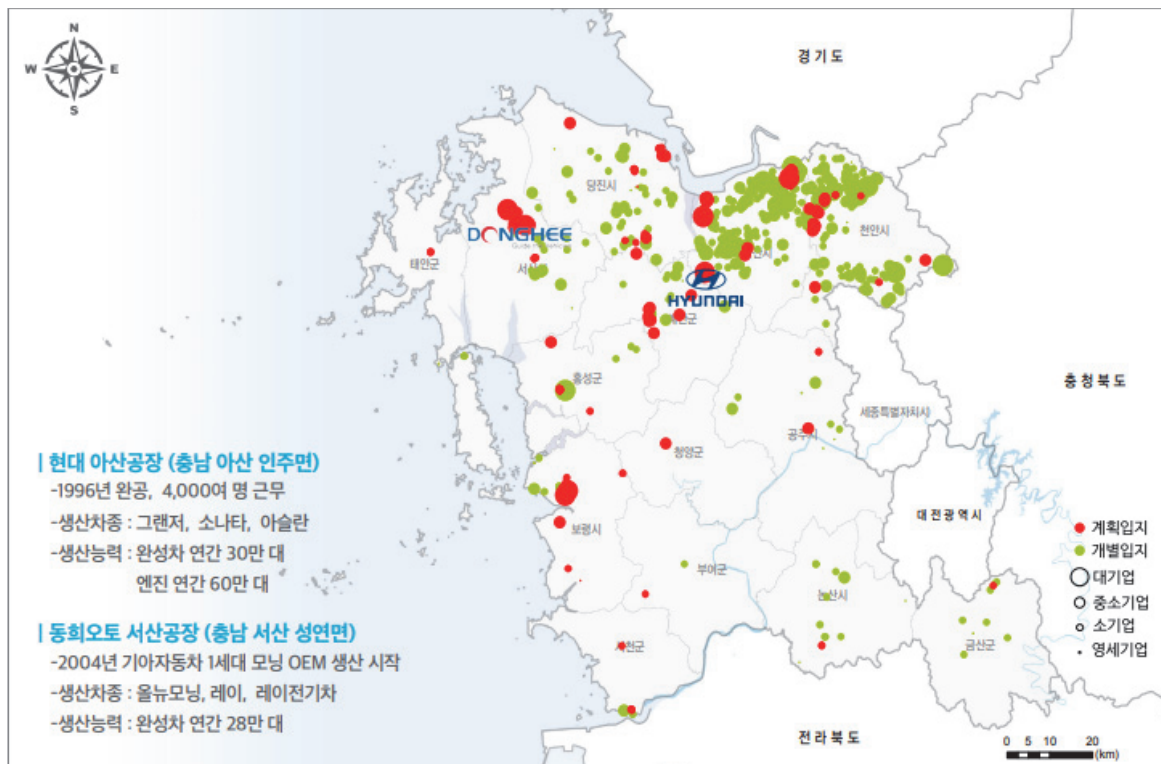 N
W E
S
경 기 도
당진시
천안시
DONGHEE
태안군
HYUNDAI
홍성군
충 청 북 도
세종특별자치시
공주시
청양군
| 현대 아산공장 (충남 아산 인주면)
-1996년 완공, 4,000여 명 근무
-생산차종 : 그랜저, 소나타, 아슬란
-생산능력 : 완성차 연간 30만 대
엔진 연간 60만 대
대전광역시
보령시
부여군
논산시
금산군
계획입지
개별입지
대기업
중소기업
소기업
영세기업
| 동희오토 서산공장 (충남 서산 성연면)
-2004년 기아자동차 1세대 모닝 OEM 생산 시작
-생산차종 : 올뉴모닝, 레이, 레이전기차
-생산능력 : 완성차 연간 28만 대
전 라 북 도
0 5 10 20
(km)